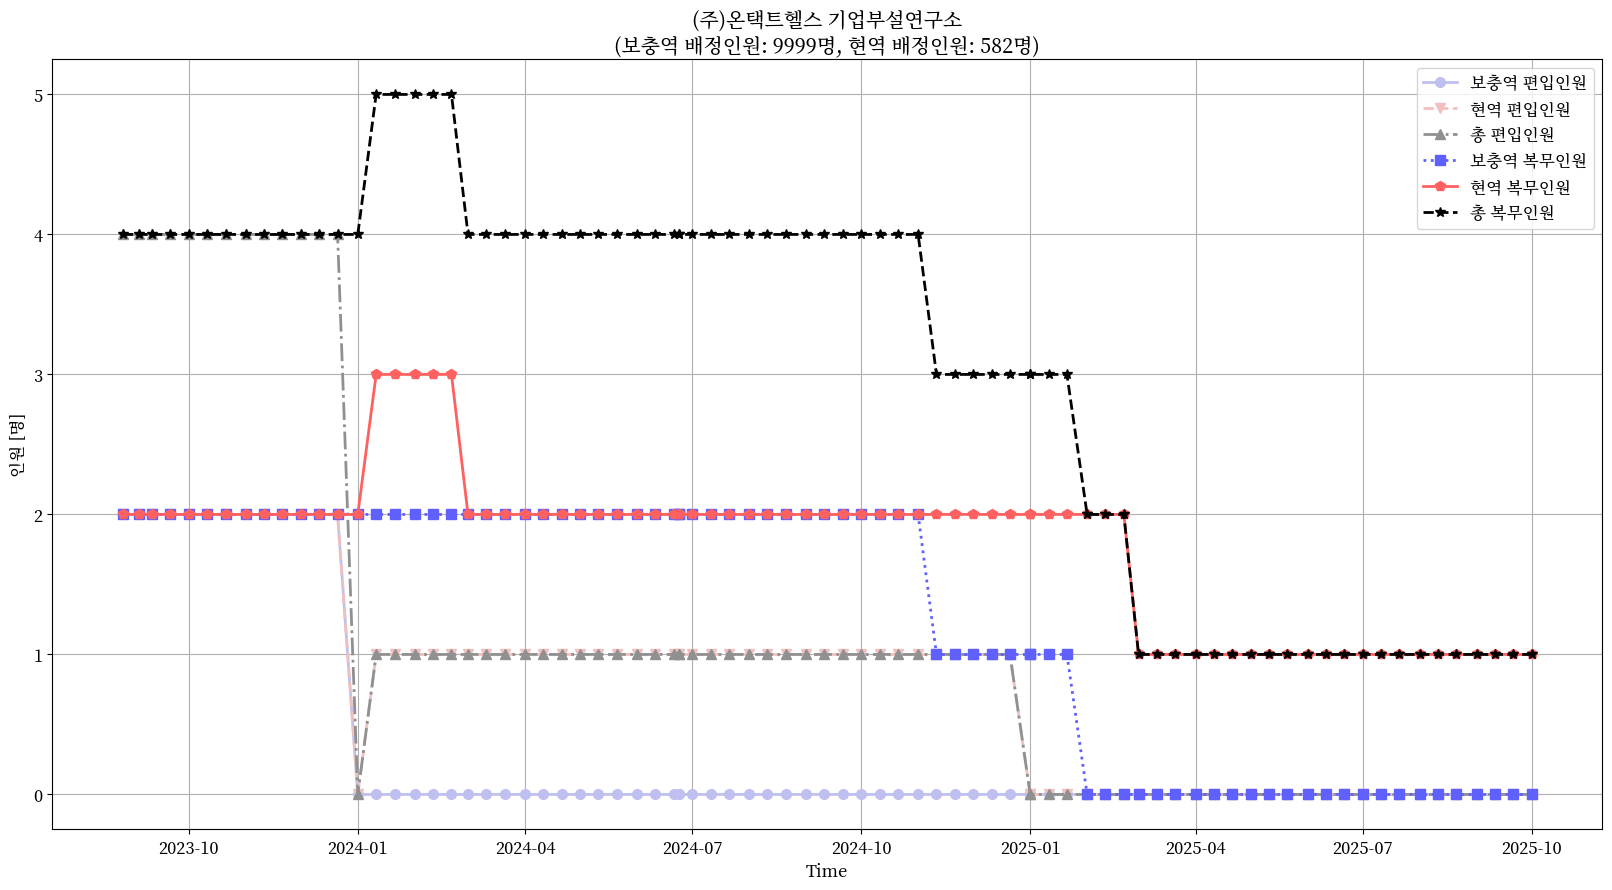 (주)온택트헬스 기업부설연구소
(보충역 배정인원: 9999명, 현역 배정인원: 582명)
보충역 편입인원
현역 편입인원
총 편입인원
보충역 복무인원
현역 복무인원
총 복무인원
인원 [명]
5
4
3
2
1
0
2023-10
2024-01
2024-04
2024-07
2024-10
2025-01
2025-04
2025-07
2025-10
Time